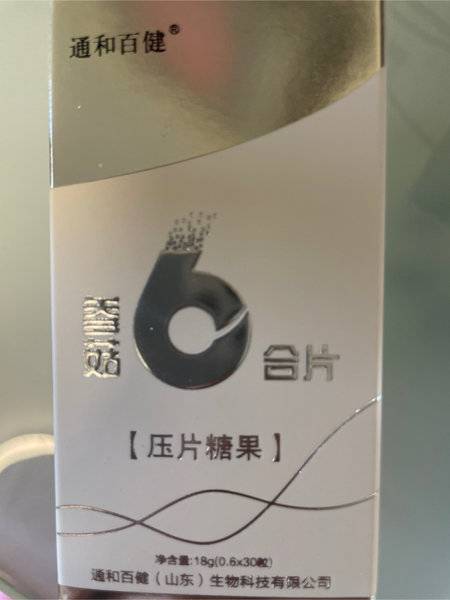 通和百健®
6合片
【压片糖果】
净含量:18g(0.6x30粒)
通和百健（山东）生物科技有限公司